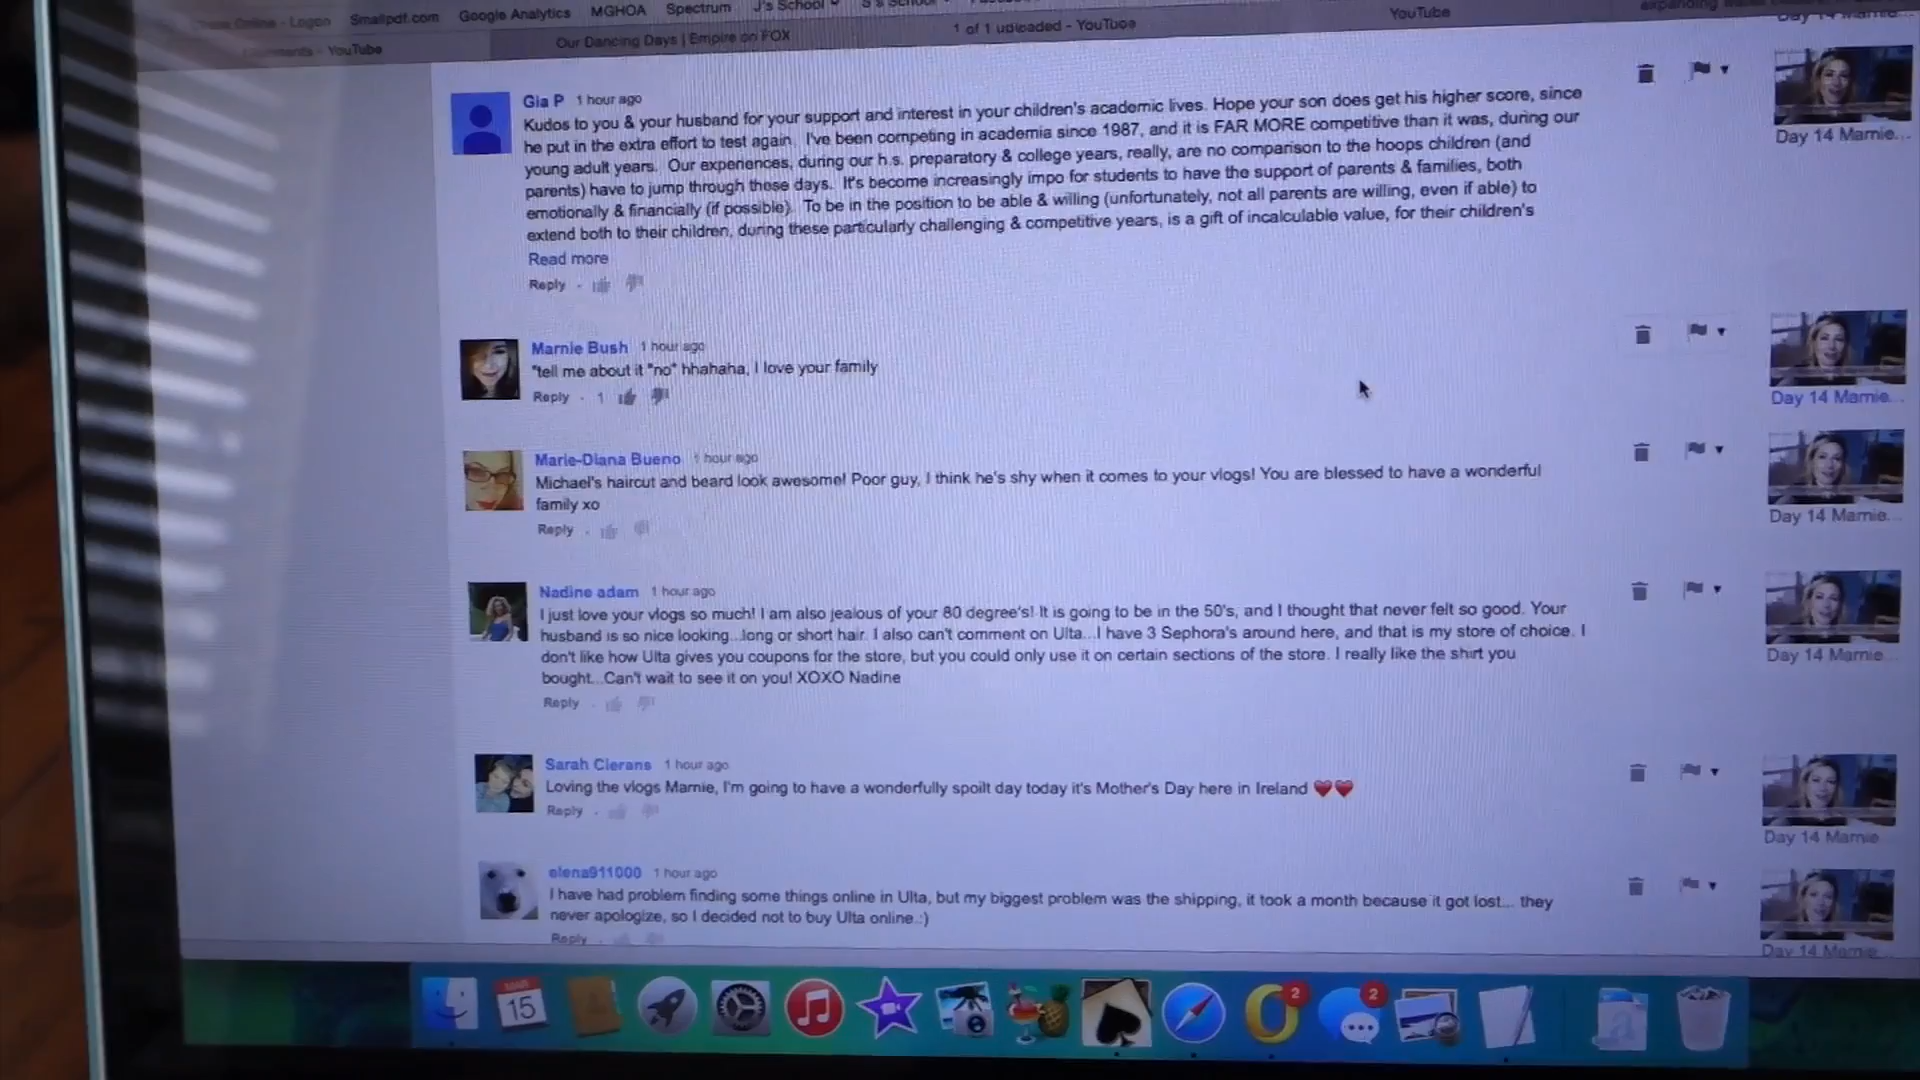 Online - Logon Smallpdf.com Google Analytics MGHOA Spectrum J's School S's School
- YouTube Our Dancing Days | Empire on FOX 1 of 1 uploaded - YouTube YouTube
Day 14 Marnie...
Gia P 1 hour ago
Kudos to you & your husband for your support and interest in your children's academic lives. Hope your son does get his higher score, since
he put in the extra effort to test again. I've been competing in academia since 1987, and it is FAR MORE competitive than it was, during our
young adult years. Our experiences, during our h.s. preparatory & college years, really, are no comparison to the hoops children (and
parents) have to jump through these days. It's become increasingly impo for students to have the support of parents & families, both
emotionally & financially (if possible). To be in the position to be able & willing (unfortunately, not all parents are willing, even if able) to
extend both to their children, during these particularly challenging & competitive years, is a gift of incalculable value, for their children's
Read more
Reply
Day 14 Marnie...
Marnie Bush 1 hour ago
"tell me about it "no" hhahaha, I love your family
Reply 1
Day 14 Marnie...
Marie-Diana Bueno 1 hour ago
Michael's haircut and beard look awesome! Poor guy, I think he's shy when it comes to your vlogs! You are blessed to have a wonderful
family xo
Reply
Day 14 Marnie...
Nadine adam 1 hour ago
I just love your vlogs so much! I am also jealous of your 80 degree's! It is going to be in the 50's, and I thought that never felt so good. Your
husband is so nice looking...long or short hair. I also can't comment on Ulta...I have 3 Sephora's around here, and that is my store of choice. I
don't like how Ulta gives you coupons for the store, but you could only use it on certain sections of the store. I really like the shirt you
bought...Can't wait to see it on you! XOXO Nadine
Reply
Day 14 Marnie...
Sarah Cierans 1 hour ago
Loving the vlogs Marnie, I'm going to have a wonderfully spoilt day today it's Mother's Day here in Ireland ❤❤
Reply
Day 14 Marnie
elena911000 1 hour ago
I have had problem finding some things online in Ulta, but my biggest problem was the shipping, it took a month because it got lost... they
never apologize, so I decided not to buy Ulta online.:)
Reply
Day 14 Marnie...
MAR
15
2
2